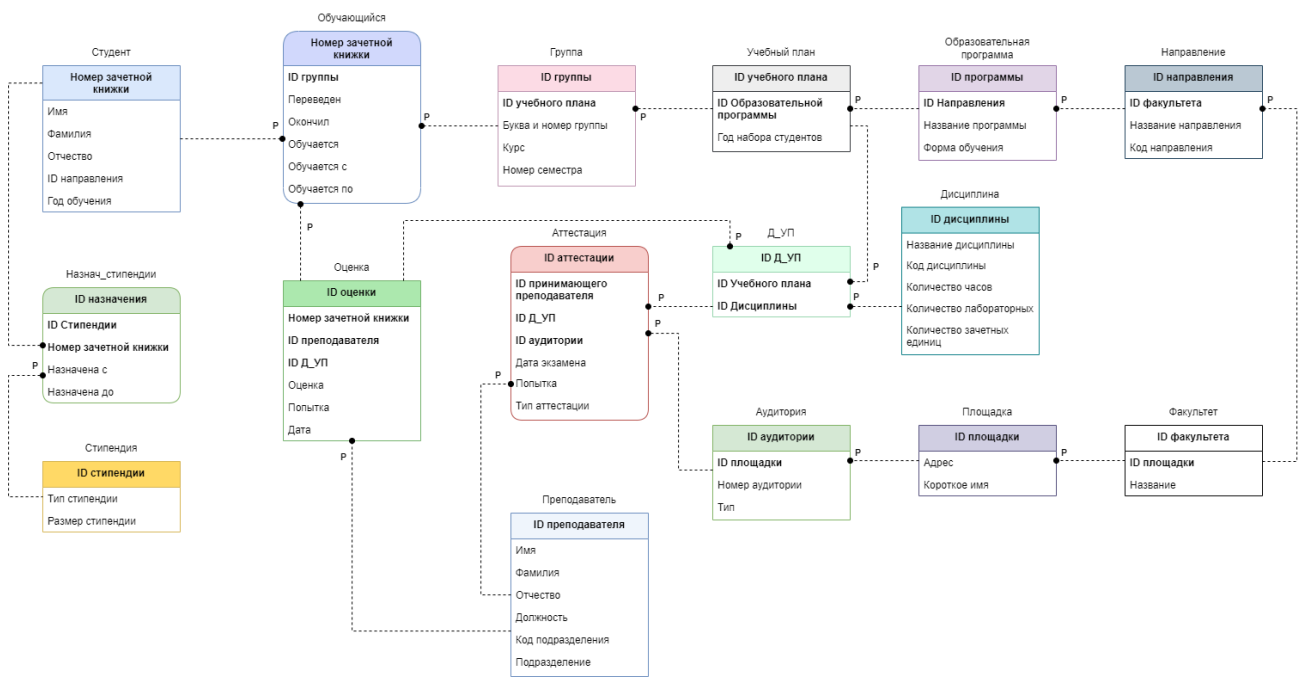 Студент
Номер зачетной
книжки
Имя
Фамилия
Отчество
ID направления
Год обучения
Обучающийся
Номер зачетной
книжки
ID группы
Переведен
Окончил
Обучается
Обучается с
Обучается по
Группа
ID группы
ID учебного плана
Буква и номер группы
Курс
Номер семестра
Учебный план
ID учебного плана
ID Образовательной
программы
Год набора студентов
Образовательная
программа
ID программы
ID Направления
Название программы
Форма обучения
Направление
ID направления
ID факультета
Название направления
Код направления
P
P
P
P
P
P
P
Назнач_стипендии
ID назначения
ID Стипендии
Номер зачетной книжки
Назначена с
Назначена до
P
Оценка
ID оценки
Номер зачетной книжки
ID преподавателя
ID Д_УП
Оценка
Попытка
Дата
P
Аттестация
ID аттестации
ID принимающего
преподавателя
ID Д_УП
ID аудитории
Дата экзамена
Попытка
Тип аттестации
P
P
P
Д_УП
ID Д_УП
ID Учебного плана
ID Дисциплины
P
P
P
Дисциплина
ID дисциплины
Название дисциплины
Код дисциплины
Количество часов
Количество лабораторных
Количество зачетных
единиц
Стипендия
ID стипендии
Тип стипендии
Размер стипендии
Преподаватель
ID преподавателя
Имя
Фамилия
Отчество
Должность
Код подразделения
Подразделение
Аудитория
ID аудитории
ID площадки
Номер аудитории
Тип
P
Площадка
ID площадки
Адрес
Короткое имя
P
Факультет
ID факультета
ID площадки
Название